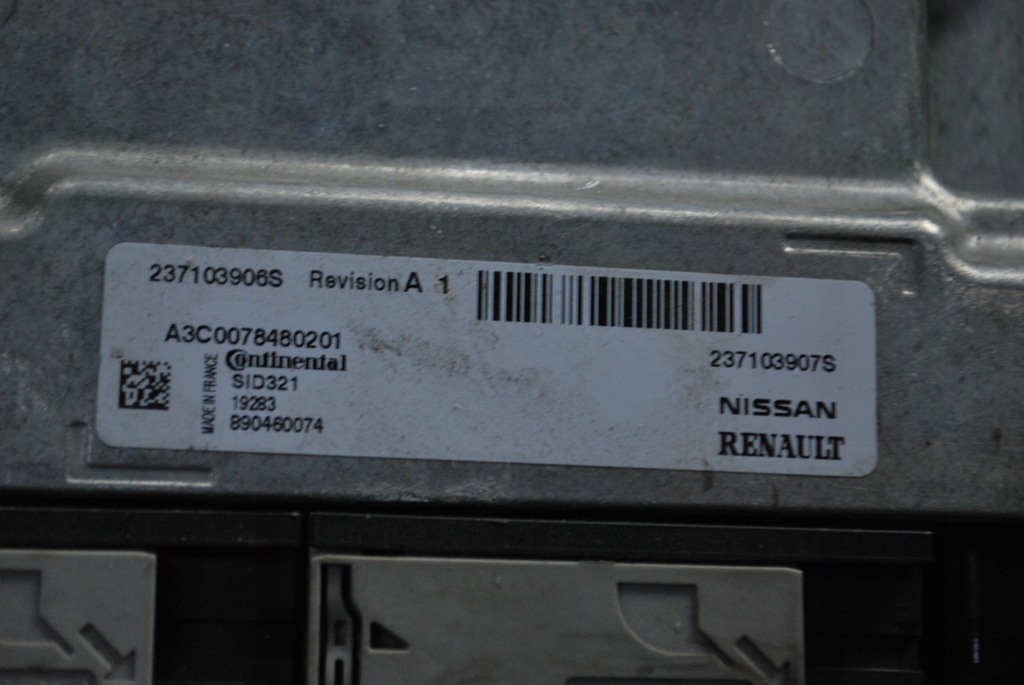 237103906S Revision A 1
A3C0078480201
Continental
237103907S
MADE IN FRANCE
SID321
19283
890460074
NISSAN
RENAULT